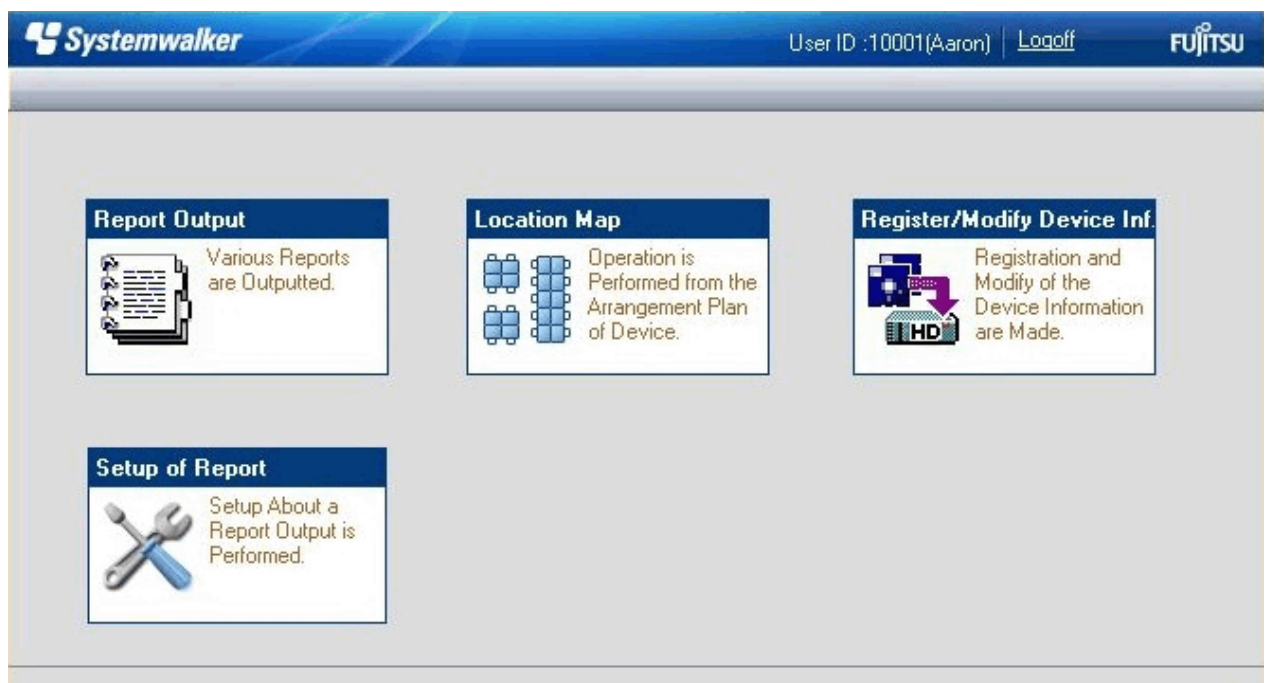 Systemwalker
User ID :10001(Aaron)
Logoff
FUJITSU
Report Output
Various Reports
are Outputted.
Location Map
Operation is
Performed from the
Arrangement Plan
of Device.
Register/Modify Device Inf.
Registration and
Modify of the
Device Information
are Made.
HD
Setup of Report
Setup About a
Report Output is
Performed.